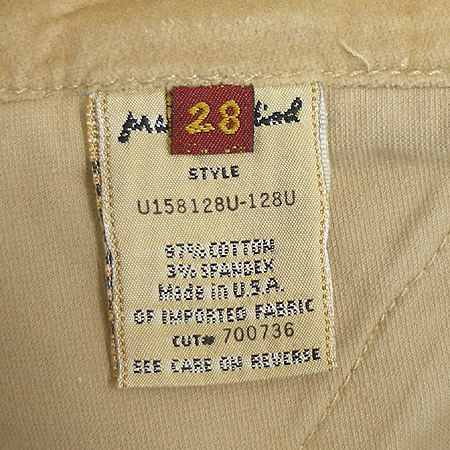 28
STYLE
U158128U-128U
97% COTTON
3% SPANDEX
Made in U.S.A.
OF IMPORTED FABRIC
CUT# 700736
SEE CARE ON REVERSE